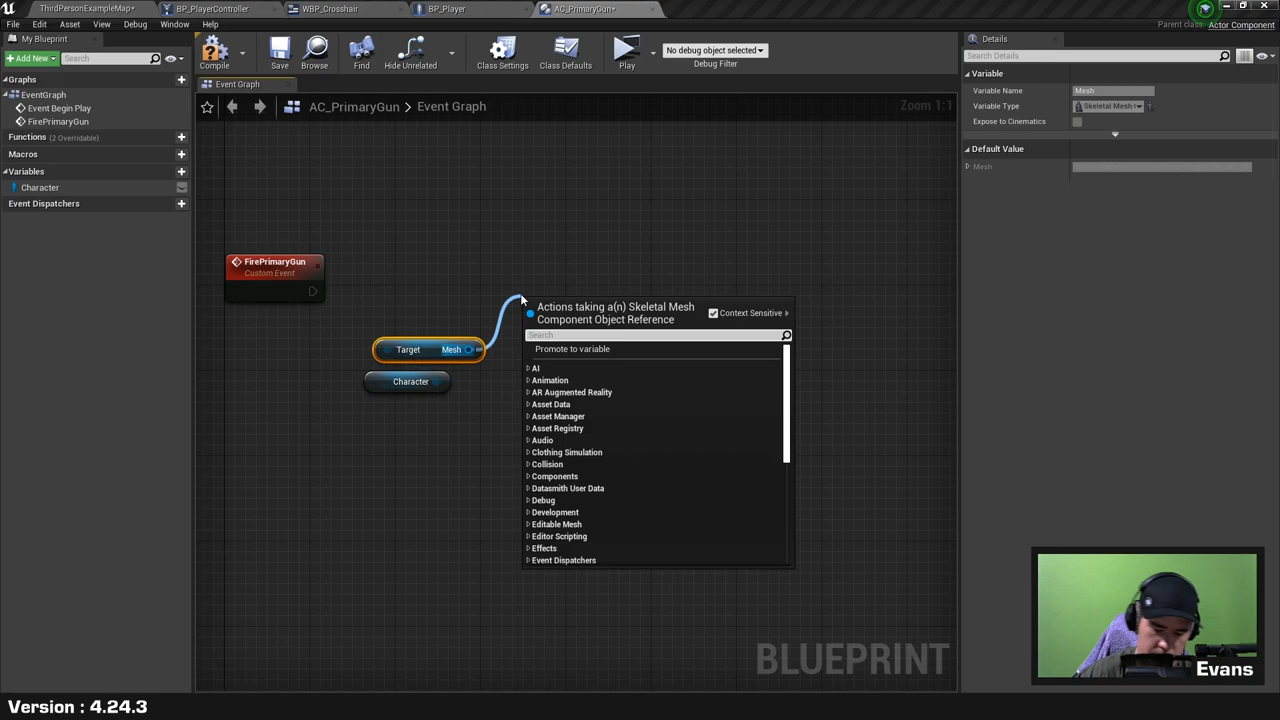 ThirdPersonExampleMap•
BP_PlayerController
WBP_Crosshair
BP_Player
AC_PrimaryGun•
File Edit Asset View Debug Window Help
Parent class: Actor Component
My Blueprint
Add New
Search
Compile
Save
Browse
Find
Hide Unrelated
Class Settings
Class Defaults
Play
No debug object selected
Debug Filter
Details
Search Details
Graphs
EventGraph
Event Begin Play
FirePrimaryGun
Functions (2 Overridable)
Macros
Variables
Character
Event Dispatchers
Event Graph
AC_PrimaryGun > Event Graph
Zoom 1:1
FirePrimaryGun
Custom Event
Target Mesh
Character
Actions taking a(n) Skeletal Mesh
Component Object Reference
Context Sensitive
Search
Promote to variable
AI
Animation
AR Augmented Reality
Asset Data
Asset Manager
Asset Registry
Audio
Clothing Simulation
Collision
Components
Datasmith User Data
Debug
Development
Editable Mesh
Editor Scripting
Effects
Event Dispatchers
BLUEPRINT
Variable
Variable Name Mesh
Variable Type Skeletal Mesh
Expose to Cinematics
Default Value
Mesh
Evans
Version : 4.24.3